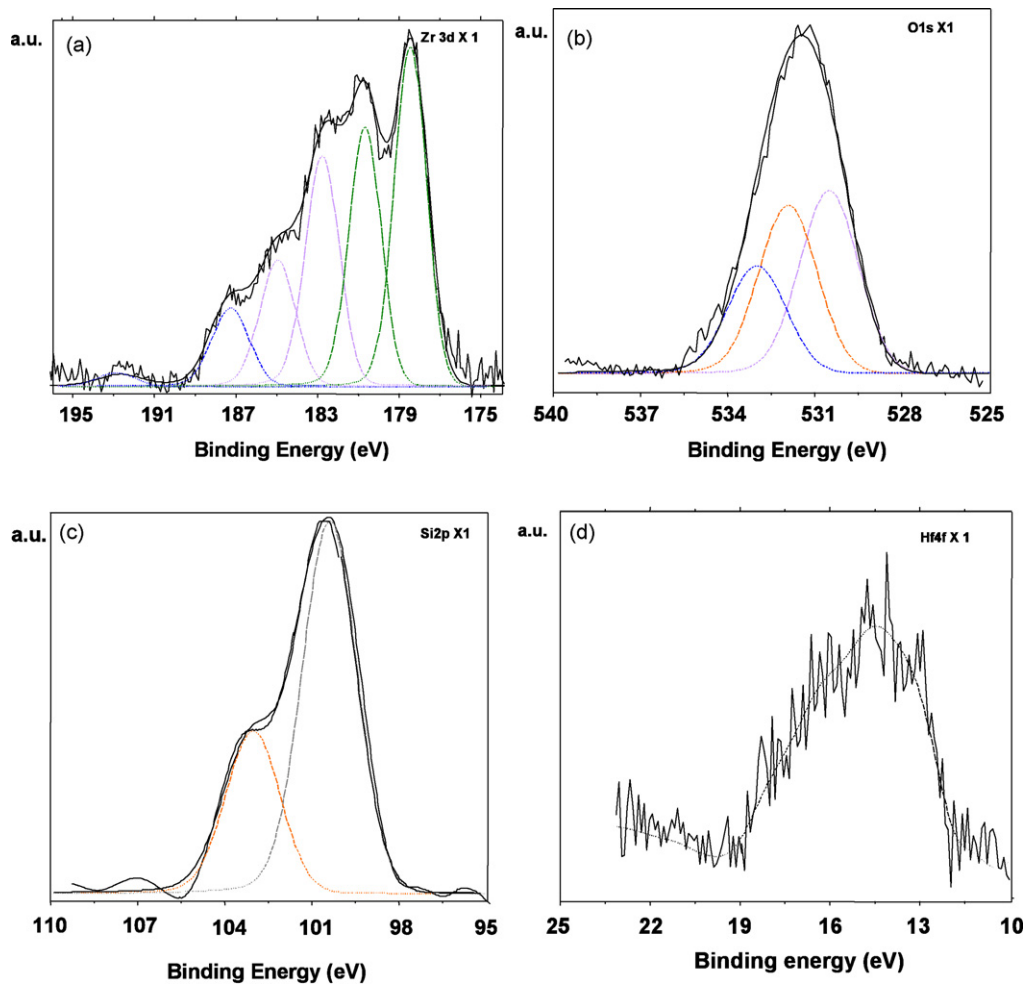 a.u.
(a)
Zr 3d X 1
195 191 187 183 179 175
Binding Energy (eV)
a.u.
(b)
O1s X1
540 537 534 531 528 525
Binding Energy (eV)
a.u.
(c)
Si2p X1
110 107 104 101 98 95
Binding Energy (eV)
a.u.
(d)
Hf4f X 1
25 22 19 16 13 10
Binding energy (eV)